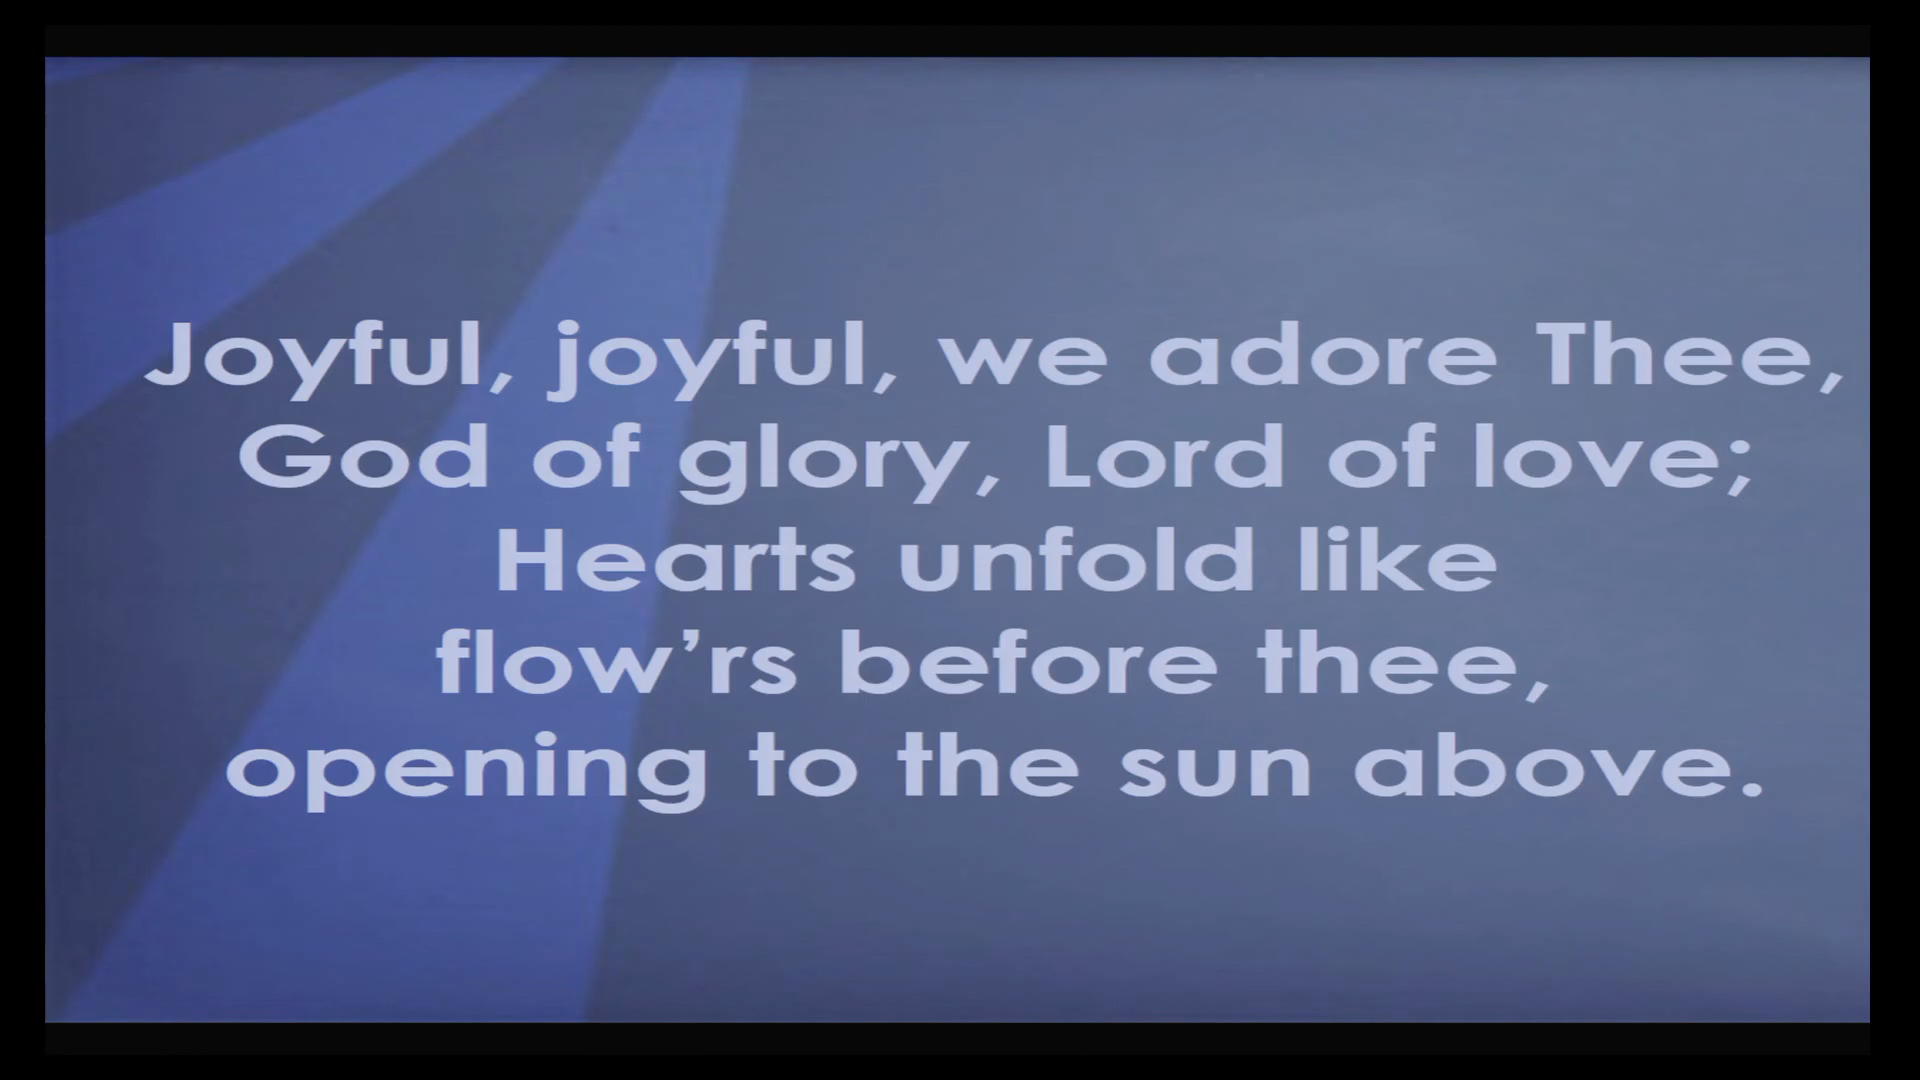 Joyful, joyful, we adore Thee,
God of glory, Lord of love;
Hearts unfold like
flow’rs before thee,
opening to the sun above.